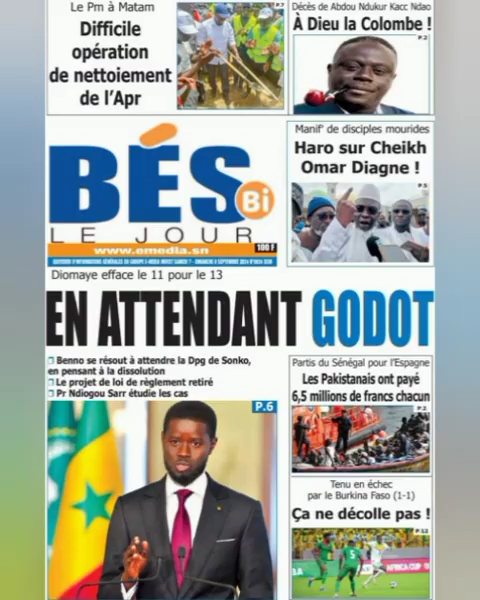 Le Pm à Matam
Difficile
opération
de nettoiement
de l'Apr
P.7
Décès de Abdou Ndukur Kacc Ndao
À Dieu la Colombe !
P.2
BÉS
Bi
LE JOUR
www.emedia.sn
100 F
Manif' de disciples mourides
Haro sur Cheikh
Omar Diagne !
P.5
Diomaye efface le 11 pour le 13
EN ATTENDANT GODOT
Benno se résout à attendre la Dpg de Sonko,
en pensant à la dissolution
Le projet de loi de règlement retiré
Pr Ndiogou Sarr étudie les cas
P.6
Partis du Sénégal pour l'Espagne
Les Pakistanais ont payé
6,5 millions de francs chacun
P.2
Tenu en échec
par le Burkina Faso (1-1)
Ça ne décolle pas !
P.12